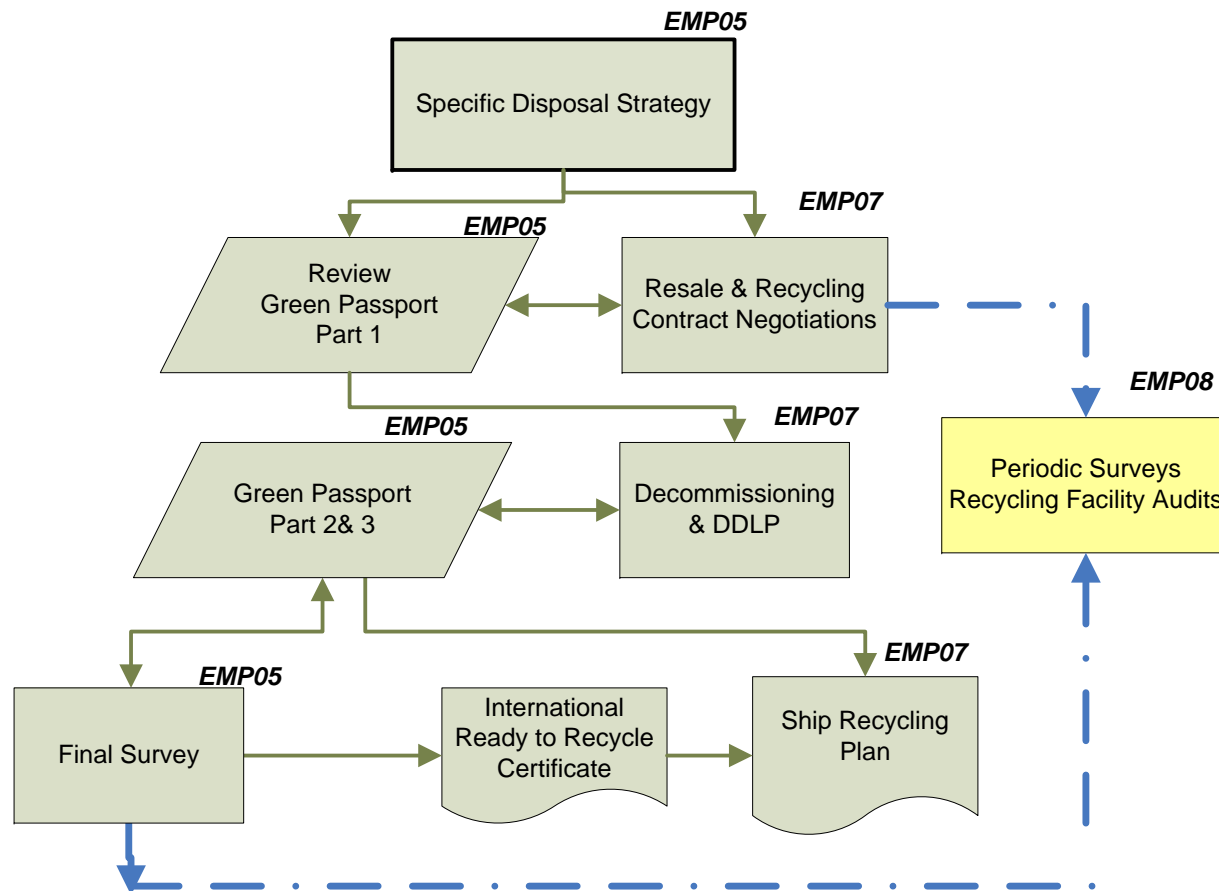 EMP05
Specific Disposal Strategy
EMP07
EMP05
Review
Green Passport
Part 1
Resale & Recycling
Contract Negotiations
EMP08
EMP07
EMP05
Periodic Surveys
Recycling Facility Audits
Green Passport
Part 2& 3
Decommissioning
& DDLP
EMP07
EMP05
Final Survey
International
Ready to Recycle
Certificate
Ship Recycling
Plan